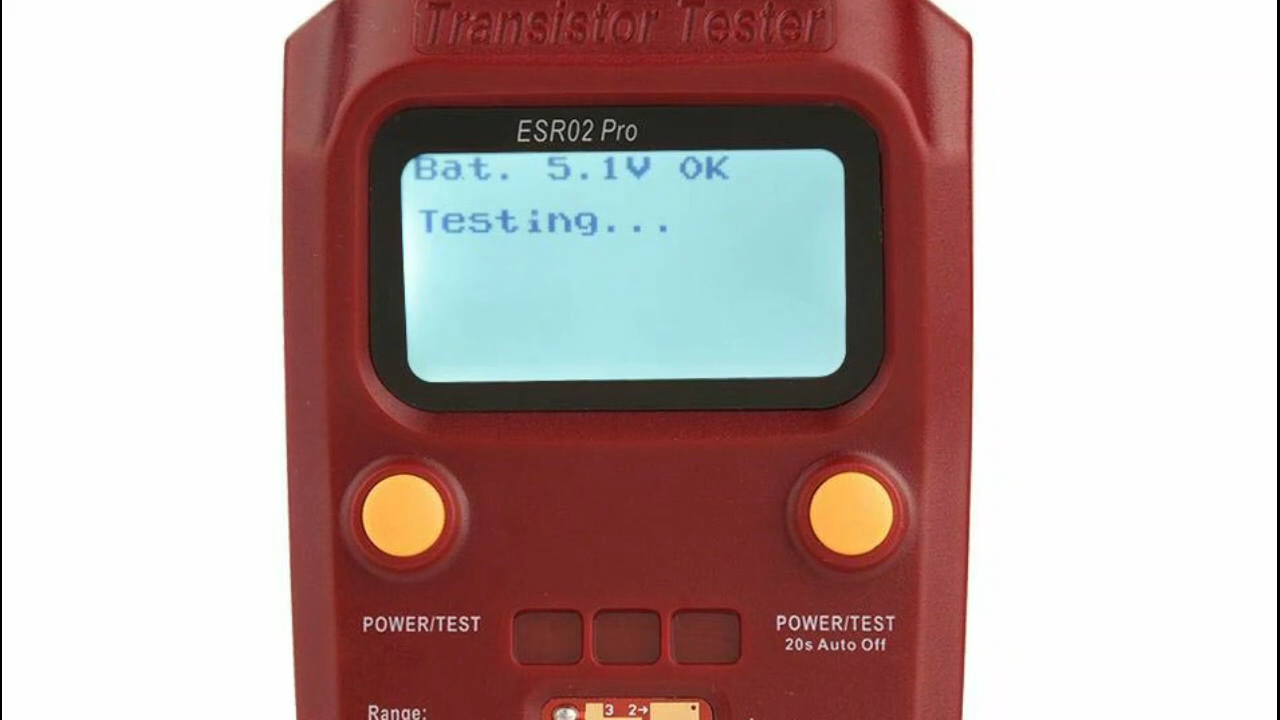 Transistor Tester
ESR02 Pro
Bat. 5.1V OK
Testing...
POWER/TEST
POWER/TEST
20s Auto Off
Range:
3 2→